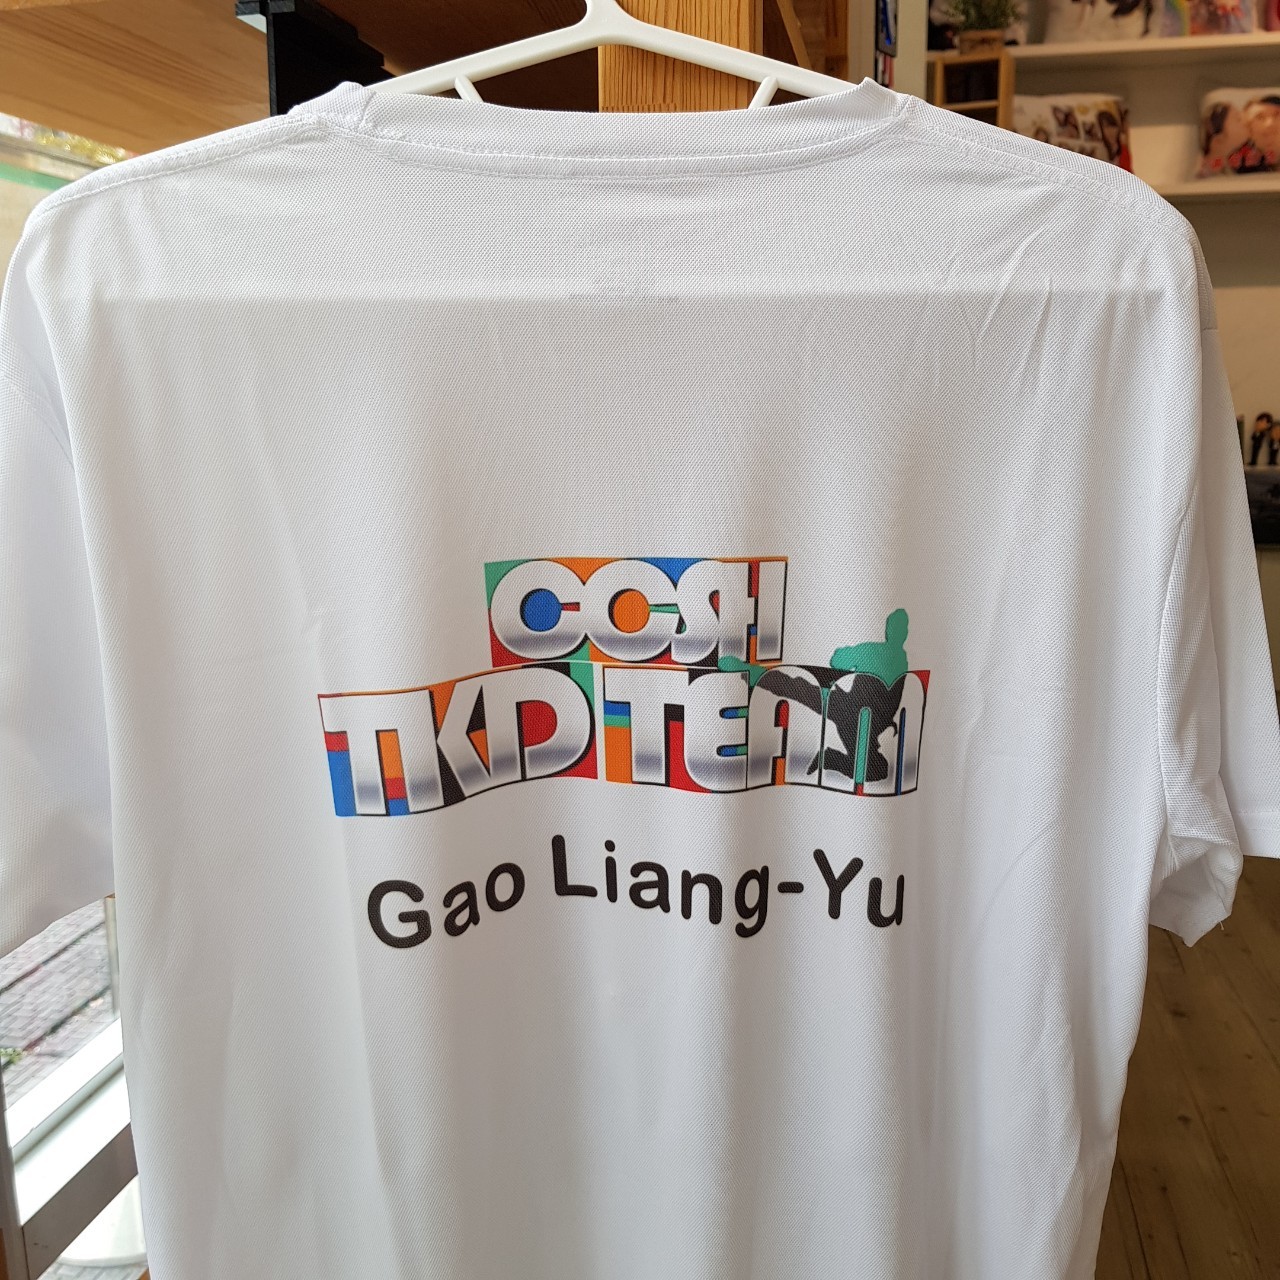 CCSH
TKD TEAM
Gao Liang-Yu